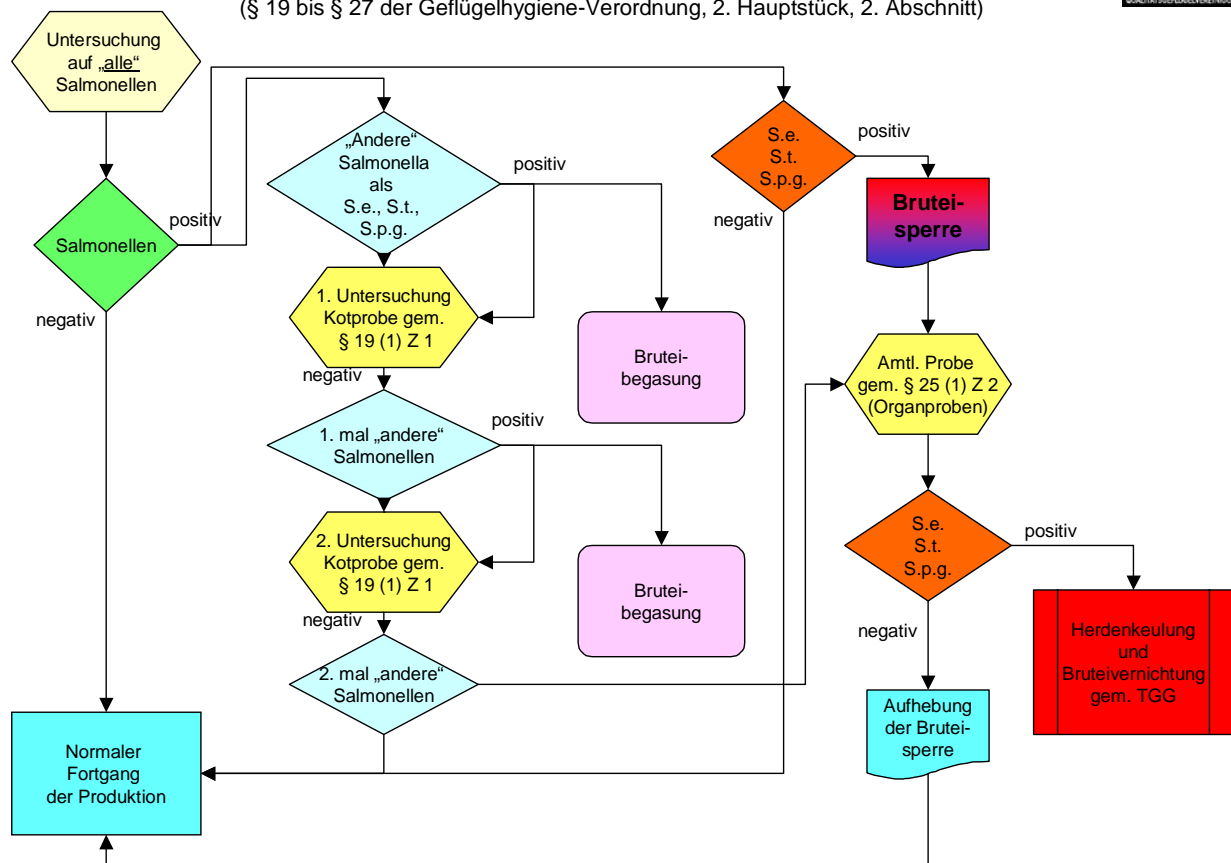 (§ 19 bis § 27 der Geflügelhygiene-Verordnung, 2. Hauptstück, 2. Abschnitt)
Untersuchung
auf „alle“
Salmonellen
Salmonellen
positiv
negativ
„Andere“
Salmonella
als
S.e., S.t.,
S.p.g.
positiv
1. Untersuchung
Kotprobe gem.
§ 19 (1) Z 1
negativ
Brutei-
begasung
1. mal „andere“
Salmonellen
positiv
2. Untersuchung
Kotprobe gem.
§ 19 (1) Z 1
negativ
Brutei-
begasung
2. mal „andere“
Salmonellen
Normaler
Fortgang
der Produktion
S.e.
S.t.
S.p.g.
positiv
negativ
Brutei-
sperre
Amtl. Probe
gem. § 25 (1) Z 2
(Organproben)
S.e.
S.t.
S.p.g.
positiv
negativ
Herdenkeulung
und
Bruteivernichtung
gem. TGG
Aufhebung
der Brutei-
sperre